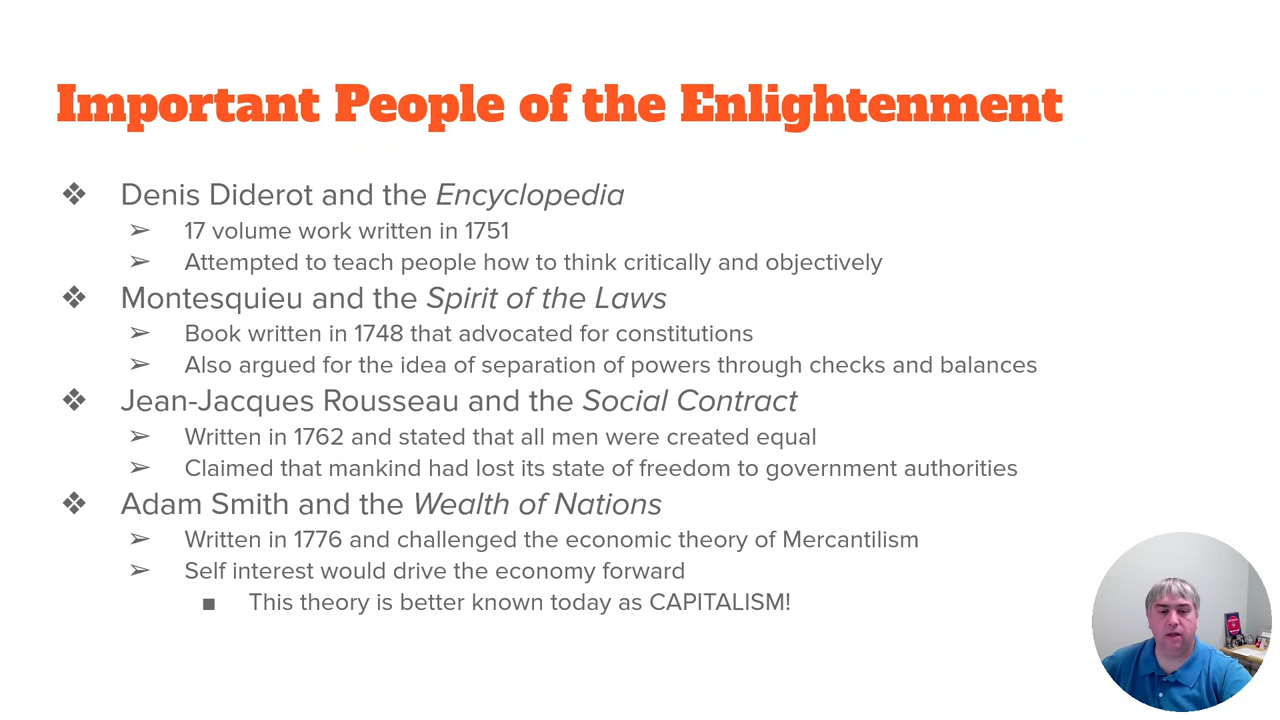 Important People of the Enlightenment
❖ Denis Diderot and the Encyclopedia
➢ 17 volume work written in 1751
➢ Attempted to teach people how to think critically and objectively
❖ Montesquieu and the Spirit of the Laws
➢ Book written in 1748 that advocated for constitutions
➢ Also argued for the idea of separation of powers through checks and balances
❖ Jean-Jacques Rousseau and the Social Contract
➢ Written in 1762 and stated that all men were created equal
➢ Claimed that mankind had lost its state of freedom to government authorities
❖ Adam Smith and the Wealth of Nations
➢ Written in 1776 and challenged the economic theory of Mercantilism
➢ Self interest would drive the economy forward
■ This theory is better known today as CAPITALISM!